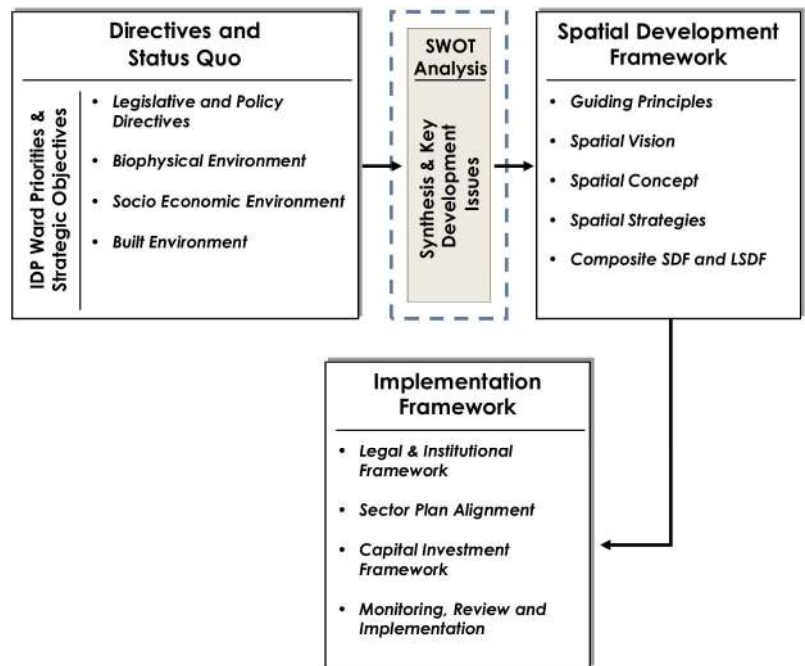 Directives and
Status Quo
IDP Ward Priorities &
Strategic Objectives
• Legislative and Policy
Directives
• Biophysical Environment
• Socio Economic Environment
• Built Environment
SWOT
Analysis
Synthesis & Key
Development
Issues
Spatial Development
Framework
• Guiding Principles
• Spatial Vision
• Spatial Concept
• Spatial Strategies
• Composite SDF and LSDF
Implementation
Framework
• Legal & Institutional
Framework
• Sector Plan Alignment
• Capital Investment
Framework
• Monitoring, Review and
Implementation